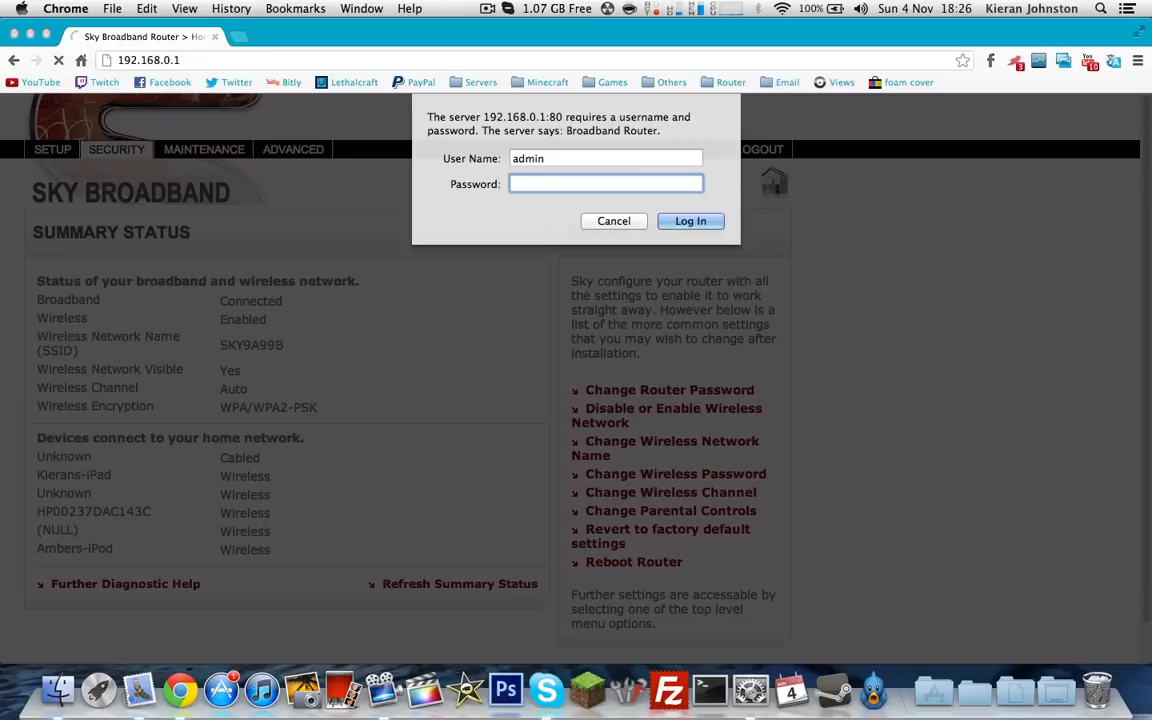 Chrome File Edit View History Bookmarks Window Help 1.07 GB Free 100% Sun 4 Nov 18:26 Kieran Johnston
Sky Broadband Router > Ho
192.168.0.1
YouTube Twitch Facebook Twitter Bitly Lethalcraft PayPal Servers Minecraft Games Others Router Email Views foam cover
The server 192.168.0.1:80 requires a username and
password. The server says: Broadband Router.
User Name: admin
Password:
Cancel Log In
SETUP SECURITY MAINTENANCE ADVANCED LOGOUT
SKY BROADBAND
SUMMARY STATUS
Status of your broadband and wireless network.
Broadband Connected
Wireless Enabled
Wireless Network Name
(SSID) SKY9A99B
Wireless Network Visible Yes
Wireless Channel Auto
Wireless Encryption WPA/WPA2-PSK
Devices connect to your home network.
Unknown Cabled
Kierans-iPad Wireless
Unknown Wireless
HP00237DAC143C Wireless
(NULL) Wireless
Ambers-iPod Wireless
Further Diagnostic Help Refresh Summary Status
Sky configure your router with all
the settings to enable it to work
straight away. However below is a
list of the more common settings
that you may wish to change after
installation.
Change Router Password
Disable or Enable Wireless
Network
Change Wireless Network
Name
Change Wireless Password
Change Wireless Channel
Change Parental Controls
Revert to factory default
settings
Reboot Router
Further settings are accessable by
selecting one of the top level
menu options.